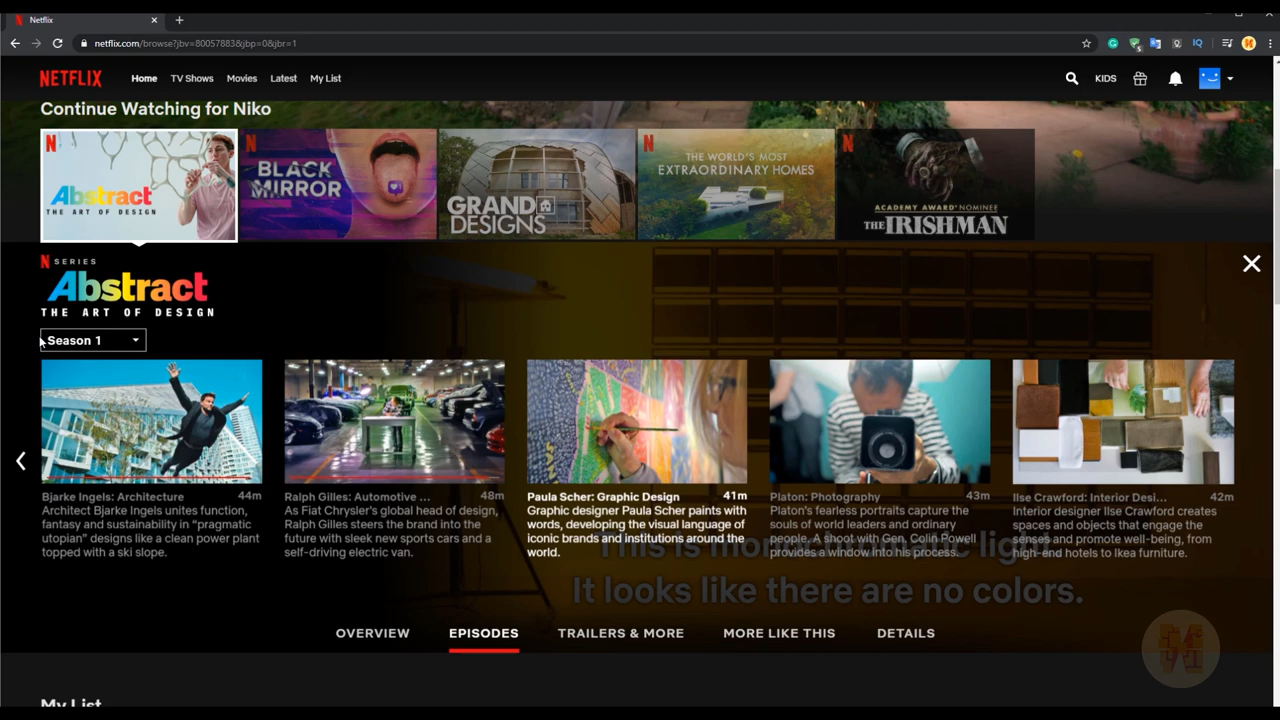 Netflix
netflix.com/browse?jbv=80057883&jbp=0&jbr=1
NETFLIX
Home
TV Shows
Movies
Latest
My List
KIDS
Continue Watching for Niko
N
Abstract
THE ART OF DESIGN
N
BLACK
MIRROR
GRAND
DESIGNS
N
THE WORLD'S MOST
EXTRAORDINARY HOMES
N
ACADEMY AWARD® NOMINEE
THE IRISHMAN
N SERIES
Abstract
THE ART OF DESIGN
Season 1
Bjarke Ingels: Architecture 44m
Architect Bjarke Ingels unites function,
fantasy and sustainability in "pragmatic
utopian" designs like a clean power plant
topped with a ski slope.
Ralph Gilles: Automotive ... 48m
As Fiat Chrysler's global head of design,
Ralph Gilles steers the brand into the
future with sleek new sports cars and a
self-driving electric van.
Paula Scher: Graphic Design 41m
Graphic designer Paula Scher paints with
words, developing the visual language of
iconic brands and institutions around the
world.
Platon: Photography 43m
Platon's fearless portraits capture the
souls of world leaders and ordinary
people. A shoot with Gen. Colin Powell
provides a window into his process.
Ilse Crawford: Interior Desi... 42m
Interior designer Ilse Crawford creates
spaces and objects that engage the
senses and promote well-being, from
high-end hotels to Ikea furniture.
This is monochromatic light.
It looks like there are no colors.
OVERVIEW
EPISODES
TRAILERS & MORE
MORE LIKE THIS
DETAILS
My List